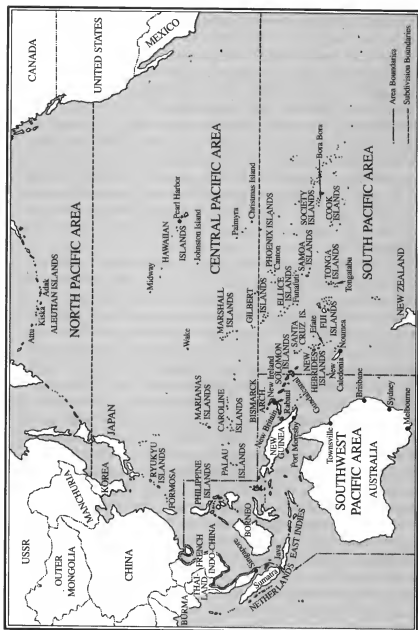 CANADA
UNITED STATES
MEXICO
USSR
OUTER
MONGOLIA
MANCHURIA
KOREA
JAPAN
CHINA
Attu
Kiska
Adak
ALEUTIAN ISLANDS
NORTH PACIFIC AREA
RYUKYU
ISLANDS
FORMOSA
Midway
HAWAIIAN
ISLANDS
Pearl Harbor
Johnston Island
Wake
MARIANAS
ISLANDS
CENTRAL PACIFIC AREA
BURMA
THAI-
LAND
FRENCH
INDO-CHINA
PHILIPPINE
ISLANDS
MARSHALL
ISLANDS
Palmyra
Christmas Island
PALAU
ISLANDS
CAROLINE
ISLANDS
GILBERT
ISLANDS
Singapore
BORNEO
Sumatra
Java
NETHERLANDS EAST INDIES
BISMARCK
ARCH
New Ireland
Rabaul
New Britain
NEW
GUINEA
Port Moresby
SOLOMON
ISLANDS
Guadalcanal
SANTA
CRUZ IS.
PHOENIX ISLANDS
Canton
ELLICE
ISLANDS
Funafuti
SAMOA
ISLANDS
SOCIETY
ISLANDS
Bora Bora
NEW
HEBRIDES
ISLANDS
Efate
FIJI
ISLANDS
TONGA
ISLANDS
Tongatabu
COOK
ISLANDS
New
Caledonia
Noumea
SOUTH PACIFIC AREA
Townsville
SOUTHWEST
PACIFIC AREA
AUSTRALIA
Brisbane
Sydney
Melbourne
NEW ZEALAND
Area Boundaries
Subdivision Boundaries